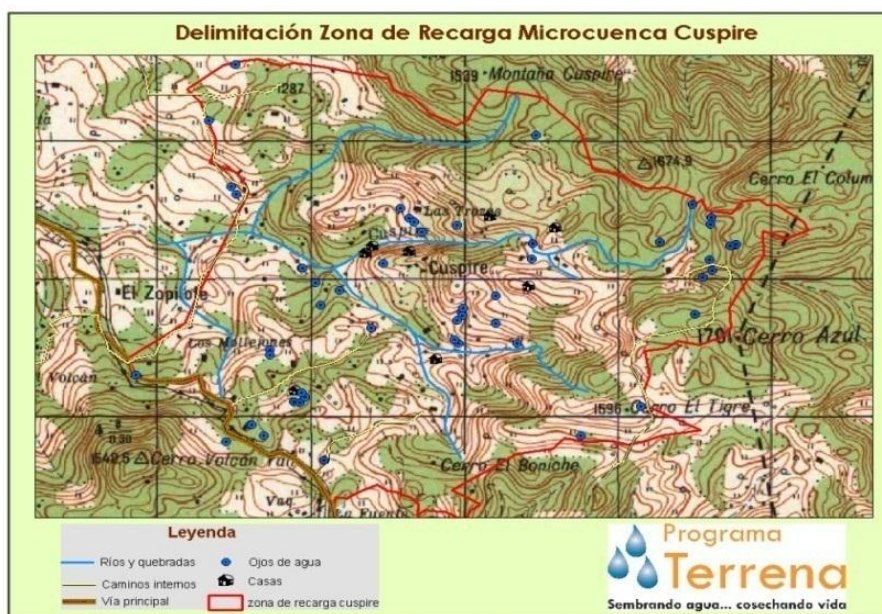 Delimitación Zona de Recarga Microcuenca Cuspire
1539 Montaña Cuspire
1287
1674.9
Cerro El Colum
Las Trozas
Cuspire
Cuspire
El Zopilote
Los Mollejones
1701 Cerro Azul
Volcán
1596 Cerro El Tigre
1542.5 Cerro Volcán
Cerro El Boniche
La Fuente
Leyenda
Ríos y quebradas
Ojos de agua
Caminos internos
Casas
Vía principal
zona de recarga cuspire
Programa
Terrena
Sembrando agua... cosechando vida